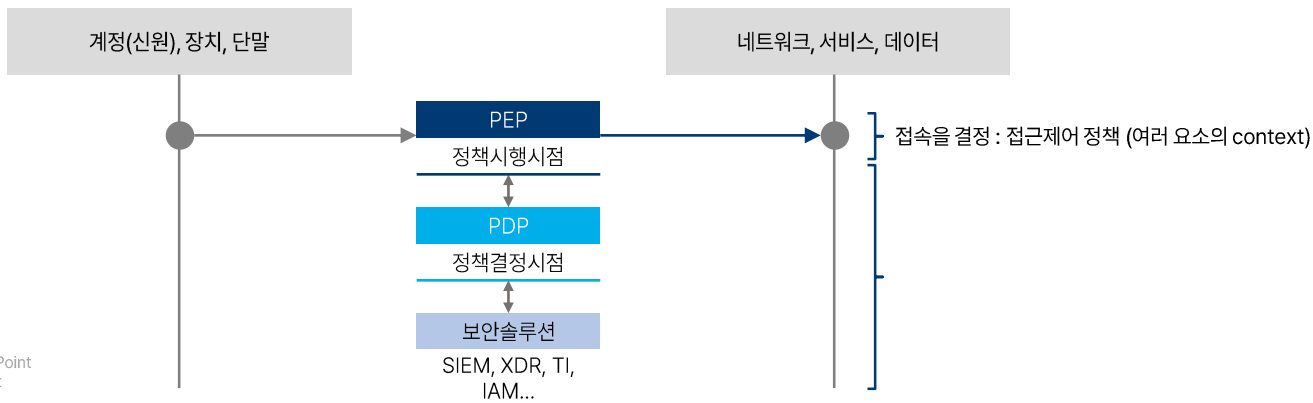 계정(신원), 장치, 단말
네트워크, 서비스, 데이터
PEP
정책시행시점
접속을 결정 : 접근제어 정책 (여러 요소의 context)
PDP
정책결정시점
보안솔루션
SIEM, XDR, TI,
IAM...
Point